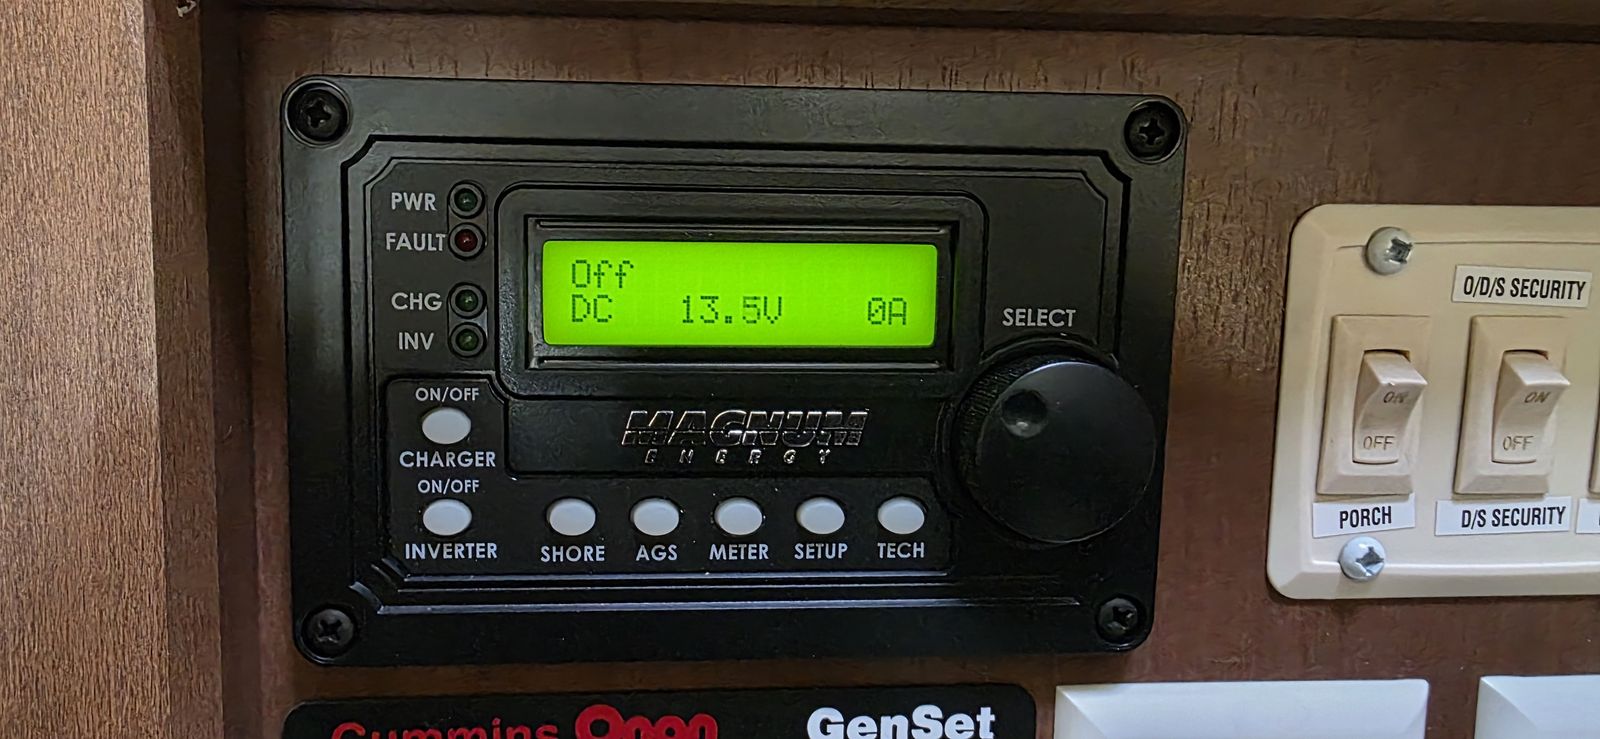 PWR
FAULT
CHG
INV
Off
DC 13.5V 0A
SELECT
MAGNUM
ENERGY
ON/OFF
CHARGER
ON/OFF
INVERTER
SHORE AGS METER SETUP TECH
O/D/S SECURITY
ON
OFF
ON
OFF
PORCH
D/S SECURITY
Cummins Onan GenSet